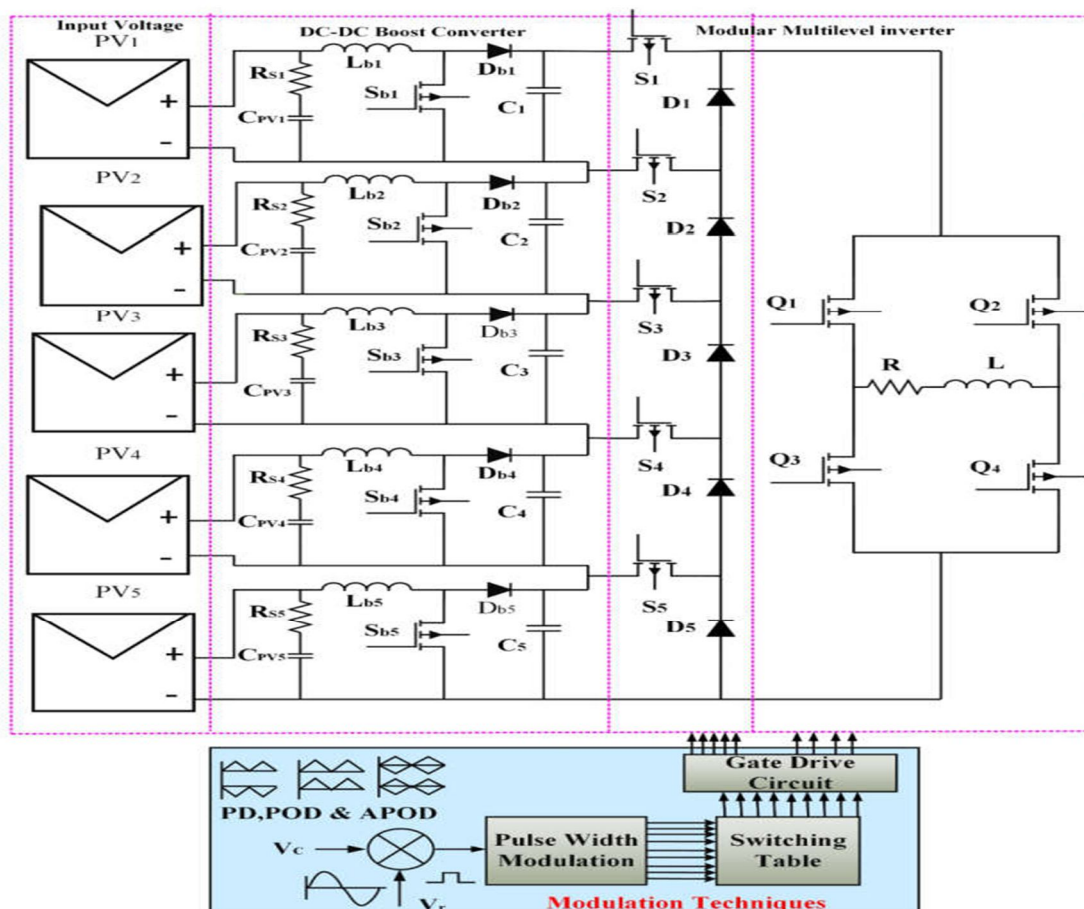 Input Voltage
DC-DC Boost Converter
Modular Multilevel inverter
PV1
+
-
RS1
CPV1
Lb1
Sb1
Db1
C1
S1
D1
PV2
+
-
RS2
CPV2
Lb2
Sb2
Db2
C2
S2
D2
PV3
+
-
RS3
CPV3
Lb3
Sb3
Db3
C3
S3
D3
PV4
+
-
RS4
CPV4
Lb4
Sb4
Db4
C4
S4
D4
PV5
+
-
RS5
CPV5
Lb5
Sb5
Db5
C5
S5
D5
Q1
Q2
R
L
Q3
Q4
PD,POD & APOD
Vc
Vr
Pulse Width
Modulation
Switching
Table
Gate Drive
Circuit
Modulation Techniques